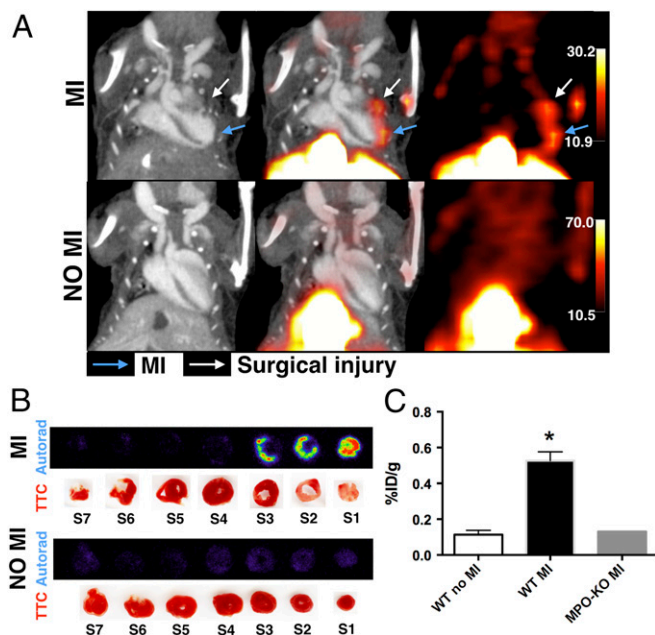 A
MI
30.2
10.9
NO MI
70.0
10.5
MI
Surgical injury
B
MI
Autorad
TTC
S7 S6 S5 S4 S3 S2 S1
NO MI
Autorad
TTC
S7 S6 S5 S4 S3 S2 S1
C
%ID/g
0.8
0.6
0.4
0.2
0.0
*
WT no MI
WT MI
MPO-KO MI